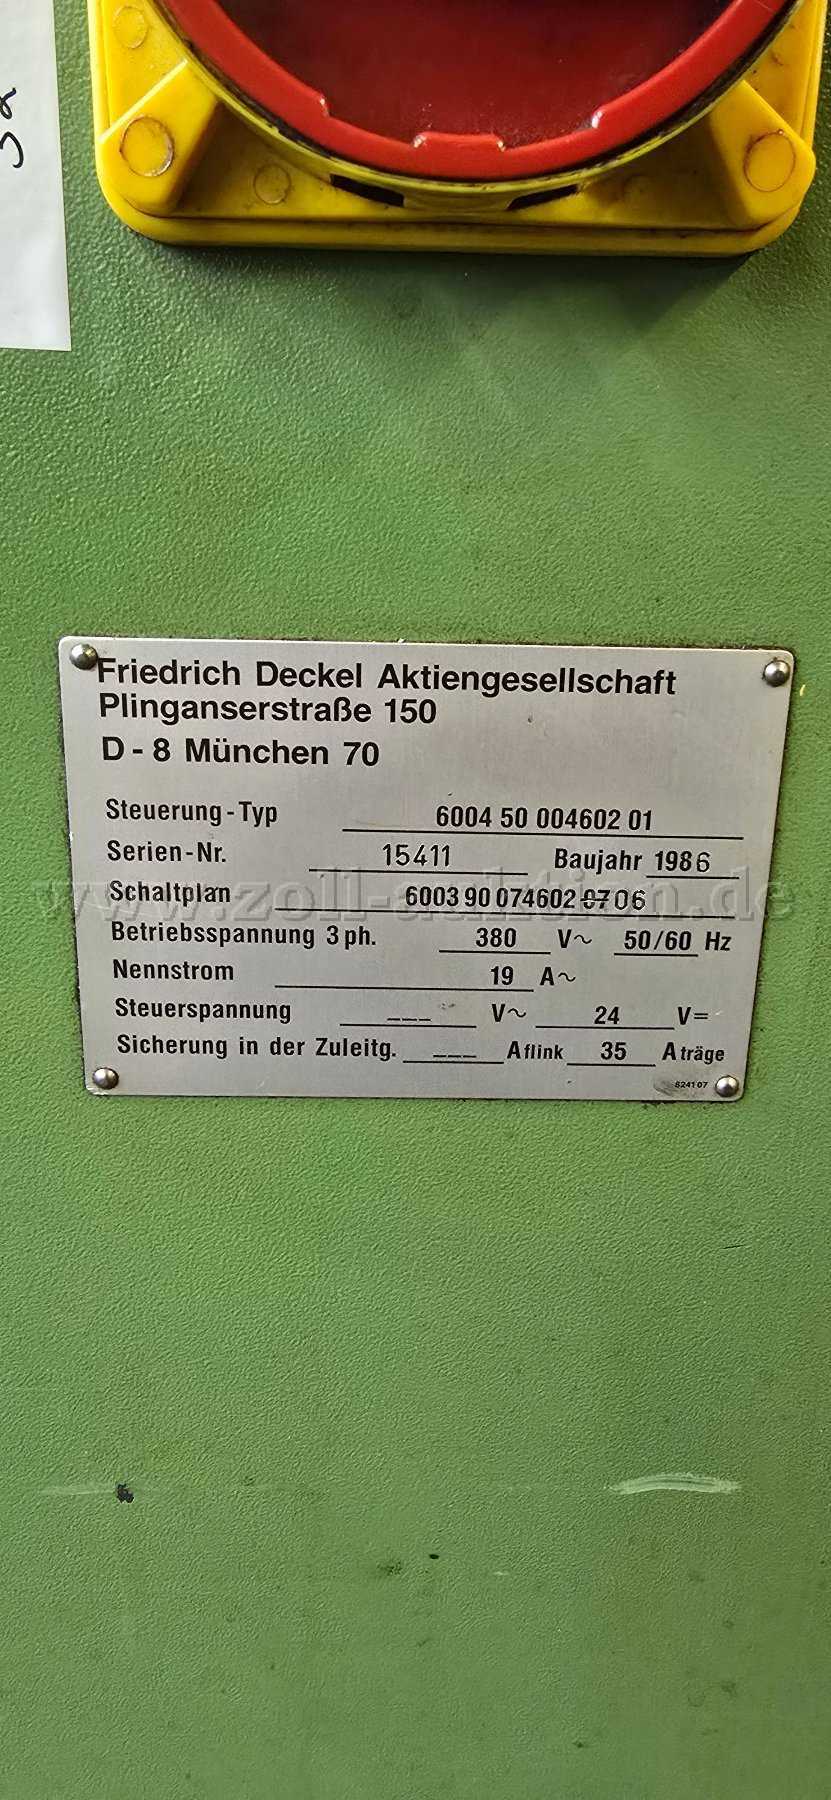 Friedrich Deckel Aktiengesellschaft
Plinganserstraße 150
D - 8 München 70
Steuerung - Typ 6004 50 004602 01
Serien-Nr. 15411 Baujahr 1986
Schaltplan 6003 90 074602 07 06
www.zoll-auktion.de
Betriebsspannung 3 ph. 380 V~ 50/60 Hz
Nennstrom 19 A~
Steuerspannung --- V~ 24 V=
Sicherung in der Zuleitg. --- A flink 35 A träge
824107